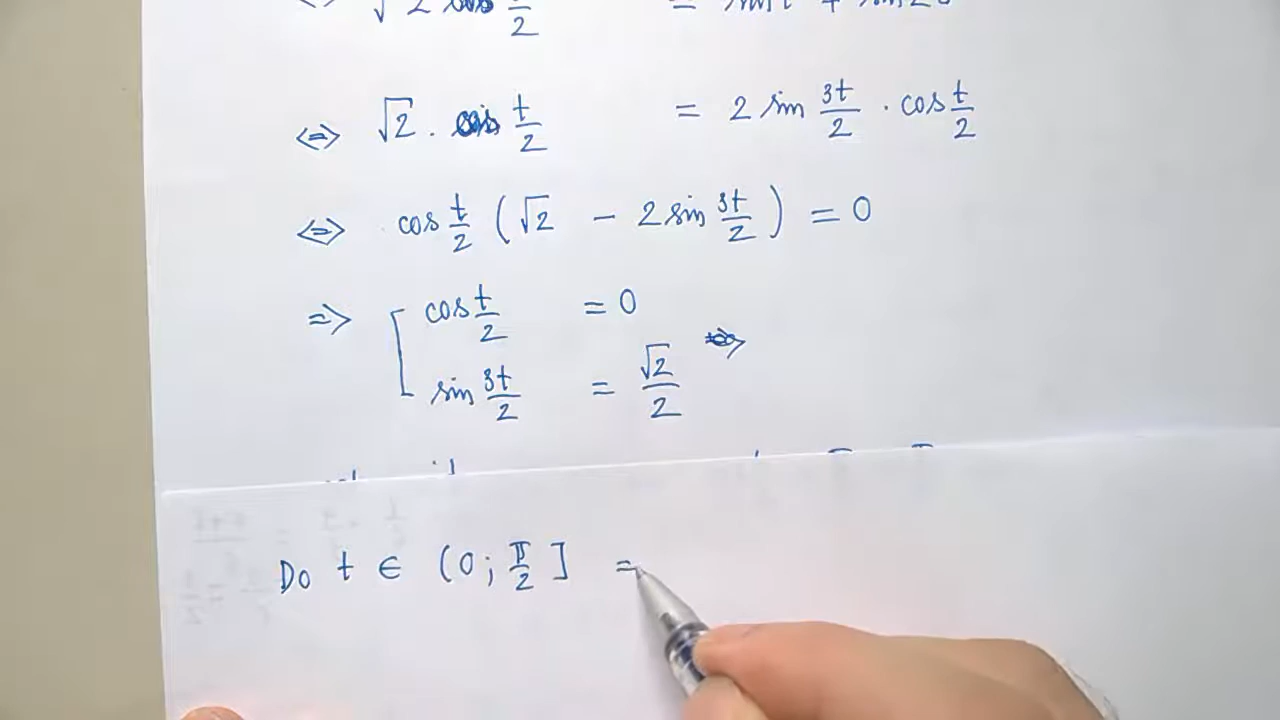 ⇔ √2 . cos t/2 = 2 sin 3t/2 . cos t/2
⇔ cos t/2 (√2 − 2 sin 3t/2) = 0
⇒ [ cos t/2 = 0
sin 3t/2 = √2/2 ⇒
Do t ∈ (0; π/2] =